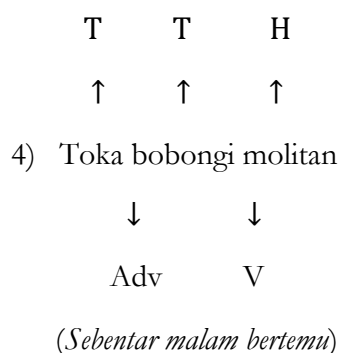 T T H
↑ ↑ ↑
4) Toka bobongi molitan
↓ ↓
Adv V
(Sebentar malam bertemu)